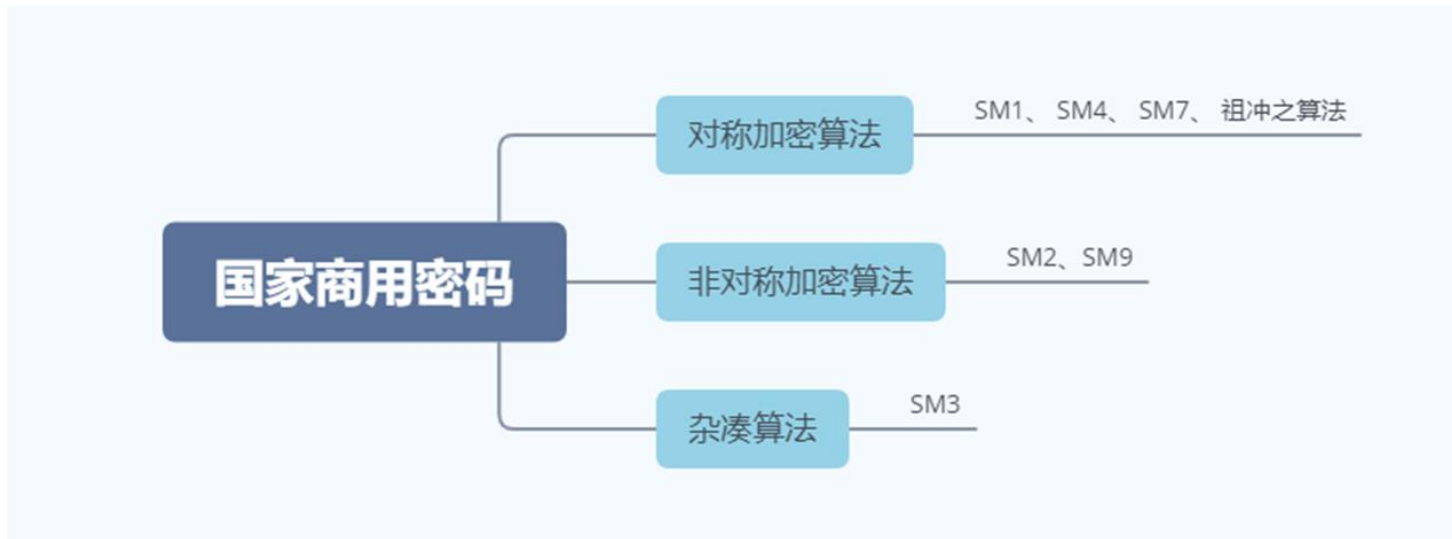 国家商用密码
对称加密算法
SM1、 SM4、 SM7、 祖冲之算法
非对称加密算法
SM2、SM9
杂凑算法
SM3